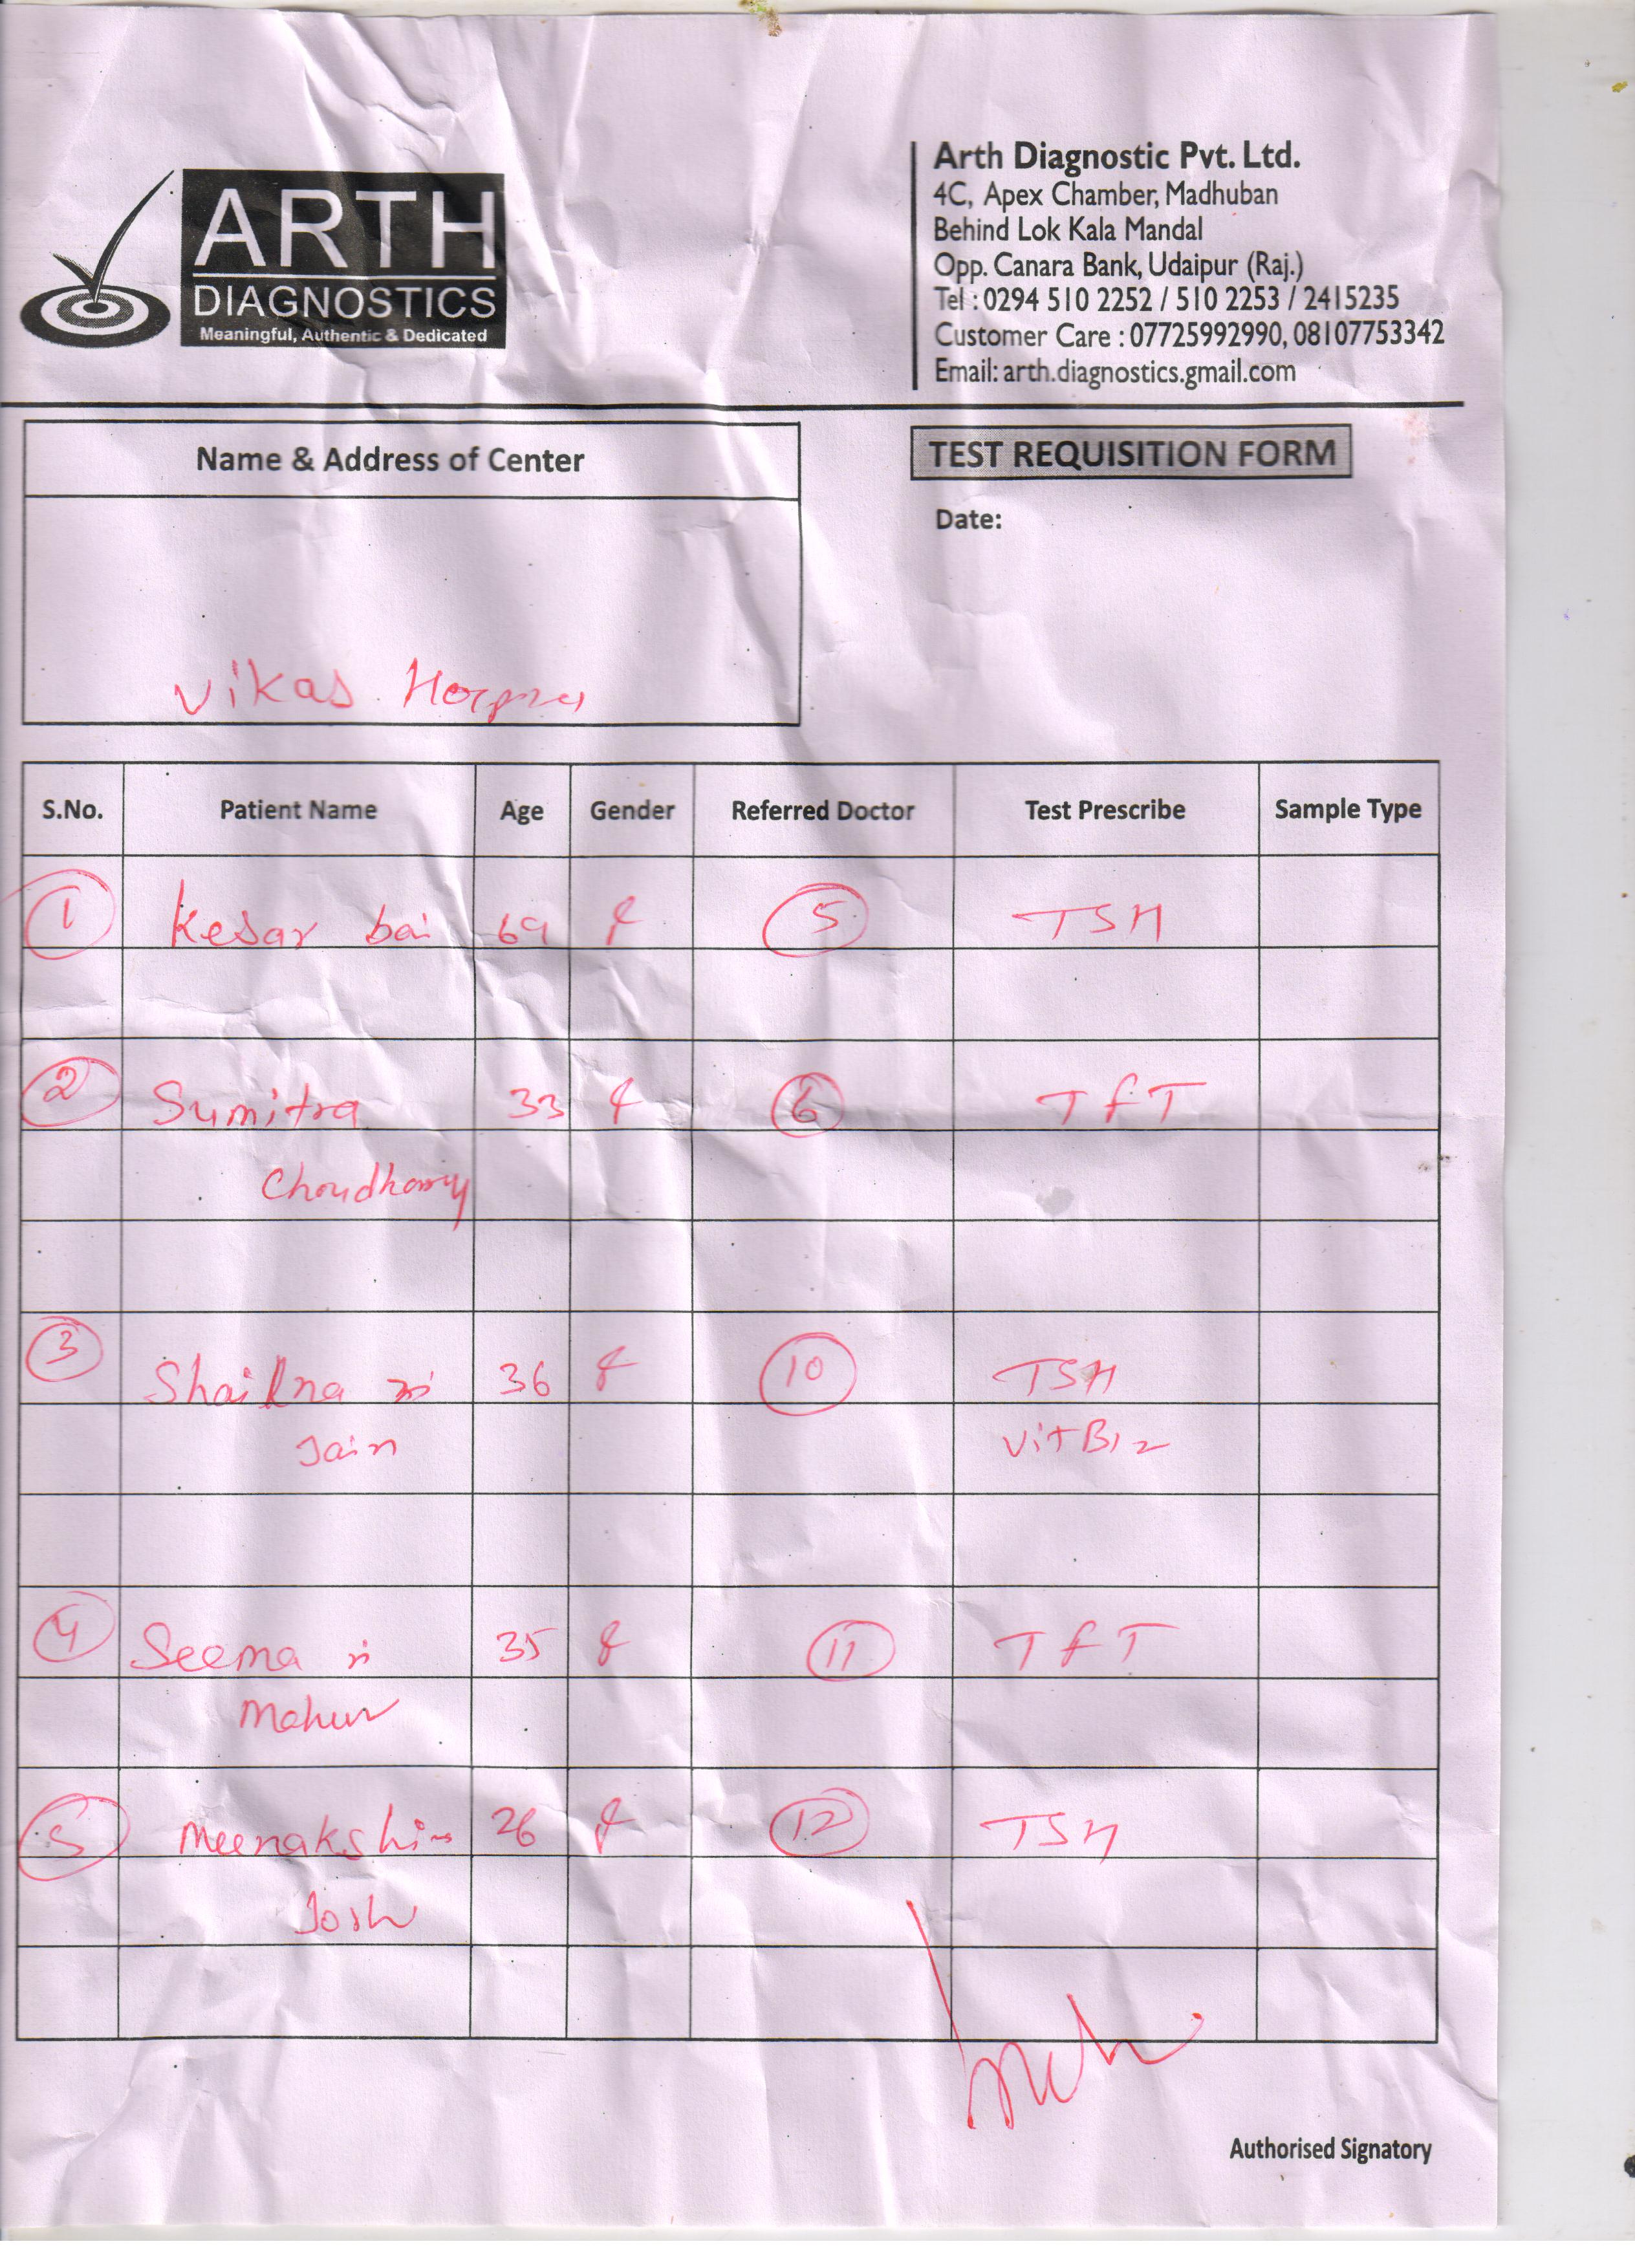 ARTH
DIAGNOSTICS
Meaningful, Authentic & Dedicated
Arth Diagnostic Pvt. Ltd.
4C, Apex Chamber, Madhuban
Behind Lok Kala Mandal
Opp. Canara Bank, Udaipur (Raj.)
Tel : 0294 510 2252 / 510 2253 / 2415235
Customer Care : 07725992990, 08107753342
Email: arth.diagnostics.gmail.com
Name & Address of Center
TEST REQUISITION FORM
Date:
Vikas
S.No. Patient Name Age Gender Referred Doctor Test Prescribe Sample Type
1 Kesar bai 69 f 5 TSH
2 Sumitra 33 f 6 TfT
Choudhary
3 36 f 10 TSH
Jain Vit B12
4 Seema 35 f 11 TfT
5 Meenakshi 26 f 12 TSH
Joshi
Authorised Signatory